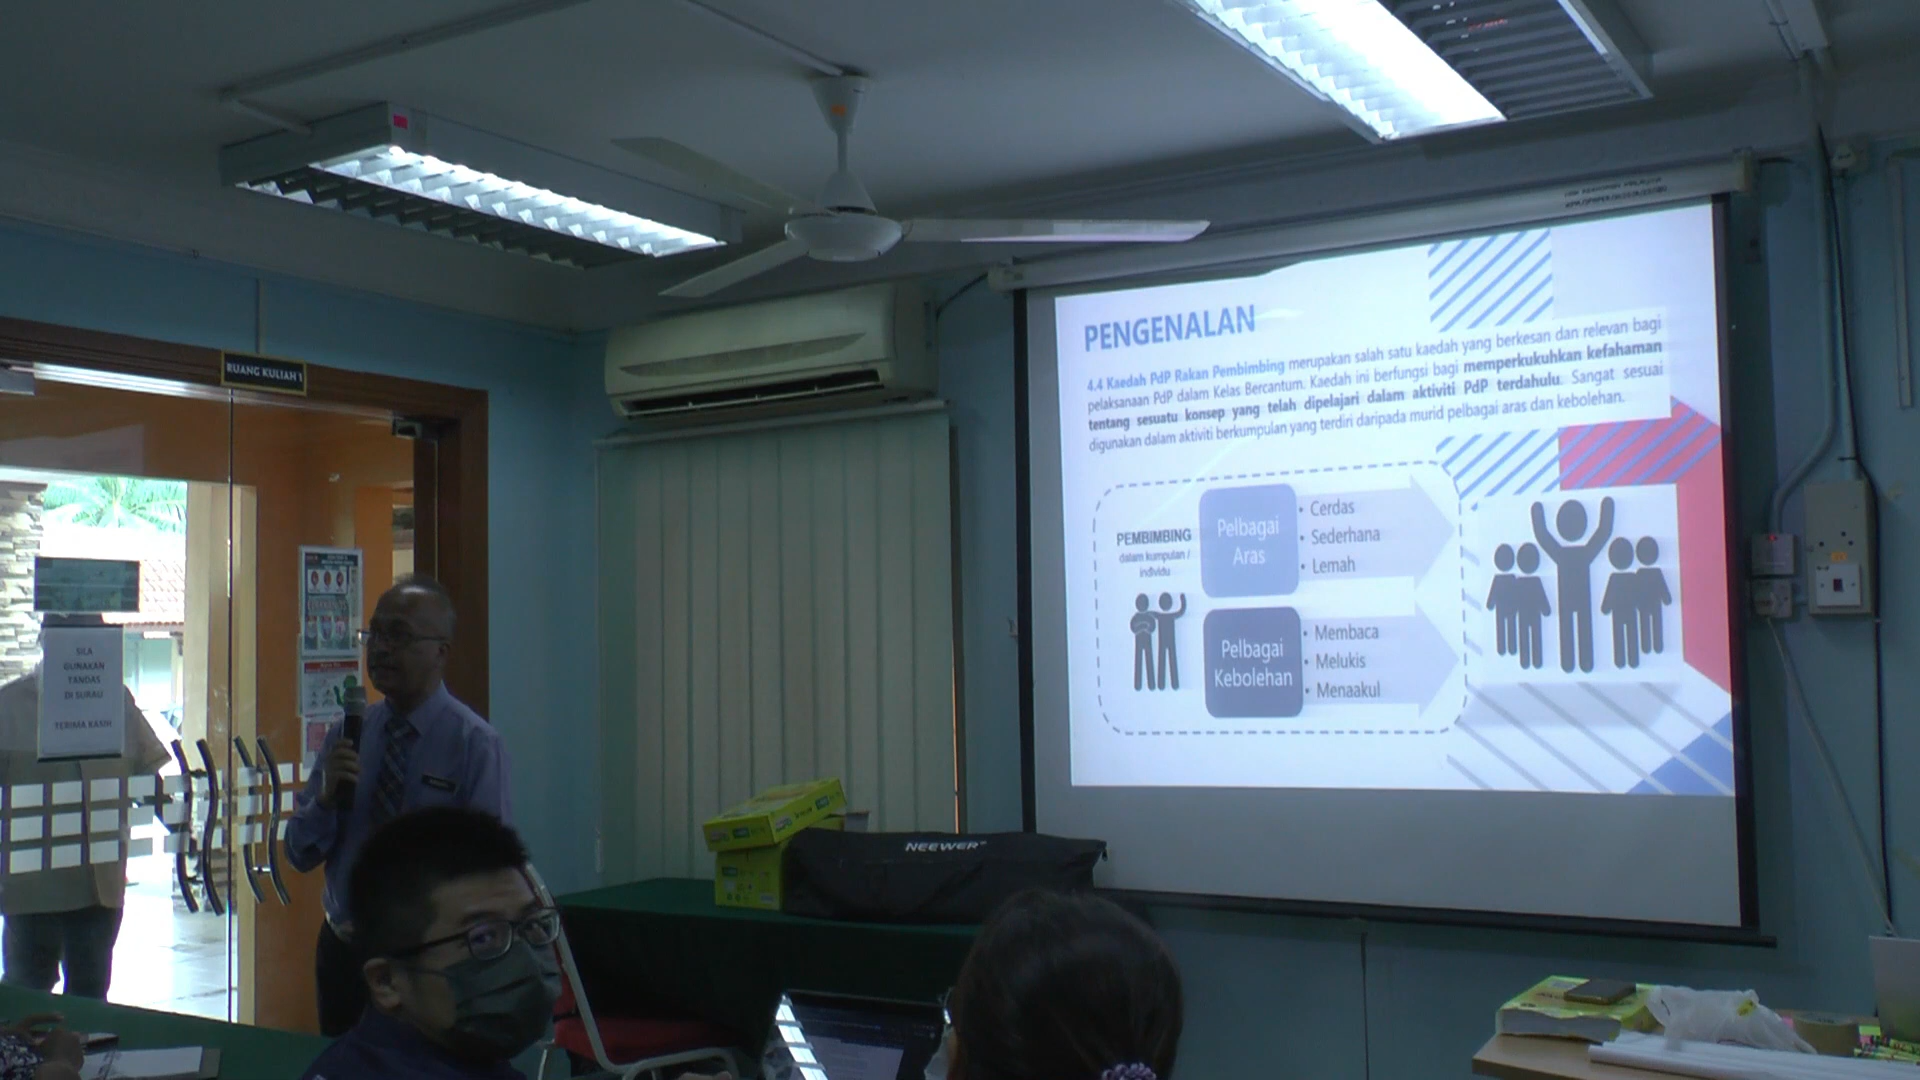 RUANG KULIAH 1
SILA
GUNAKAN
TANDAS
DI SURAU
TERIMA KASIH
NEEWER
PENGENALAN
4.4 Kaedah PdP Rakan Pembimbing merupakan salah satu kaedah yang berkesan dan relevan bagi
pelaksanaan PdP dalam Kelas Bercantum. Kaedah ini berfungsi bagi memperkukuhkan kefahaman
tentang sesuatu konsep yang telah dipelajari dalam aktiviti PdP terdahulu. Sangat sesuai
digunakan dalam aktiviti berkumpulan yang terdiri daripada murid pelbagai aras dan kebolehan.
PEMBIMBING
dalam kumpulan /
individu
Pelbagai
Aras
• Cerdas
• Sederhana
• Lemah
Pelbagai
Kebolehan
• Membaca
• Melukis
• Menaakul